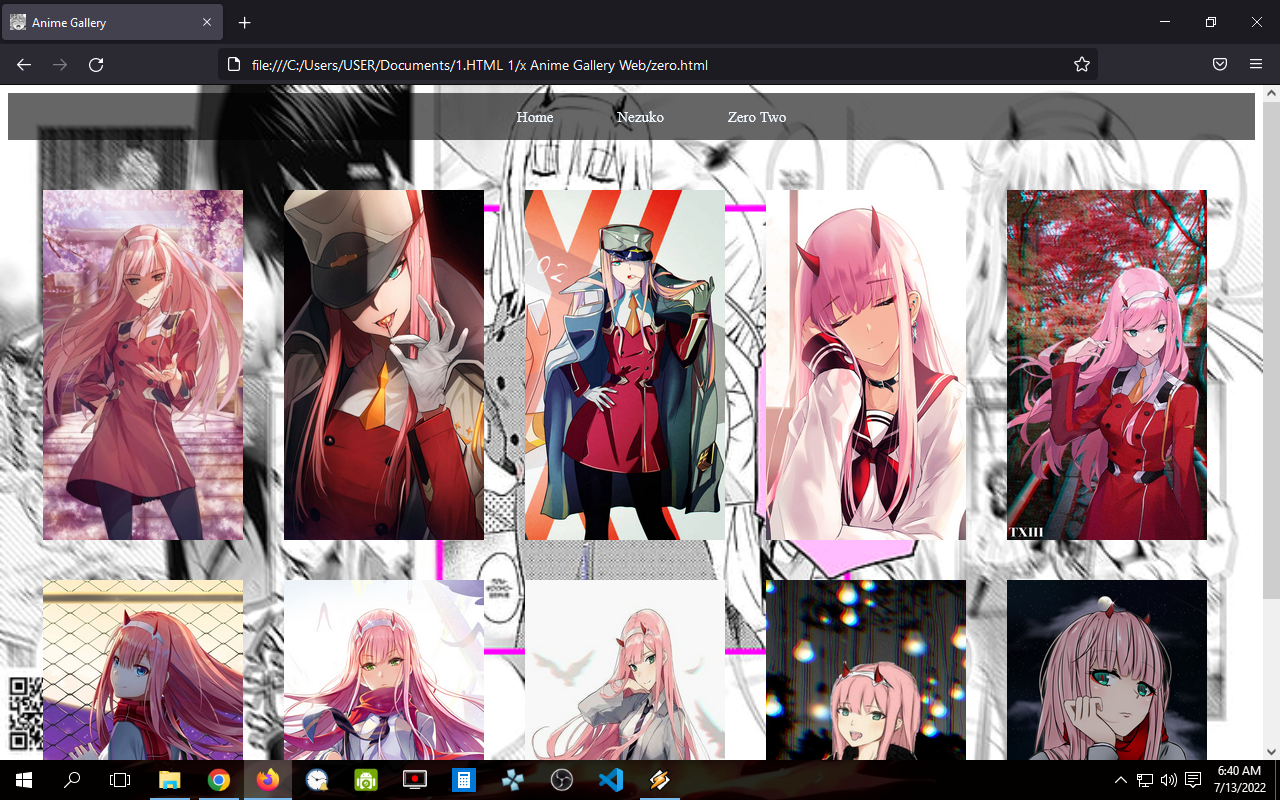 Anime Gallery
file:///C:/Users/USER/Documents/1.HTML 1/x Anime Gallery Web/zero.html
Home Nezuko Zero Two
TXIII
6:40 AM
7/13/2022